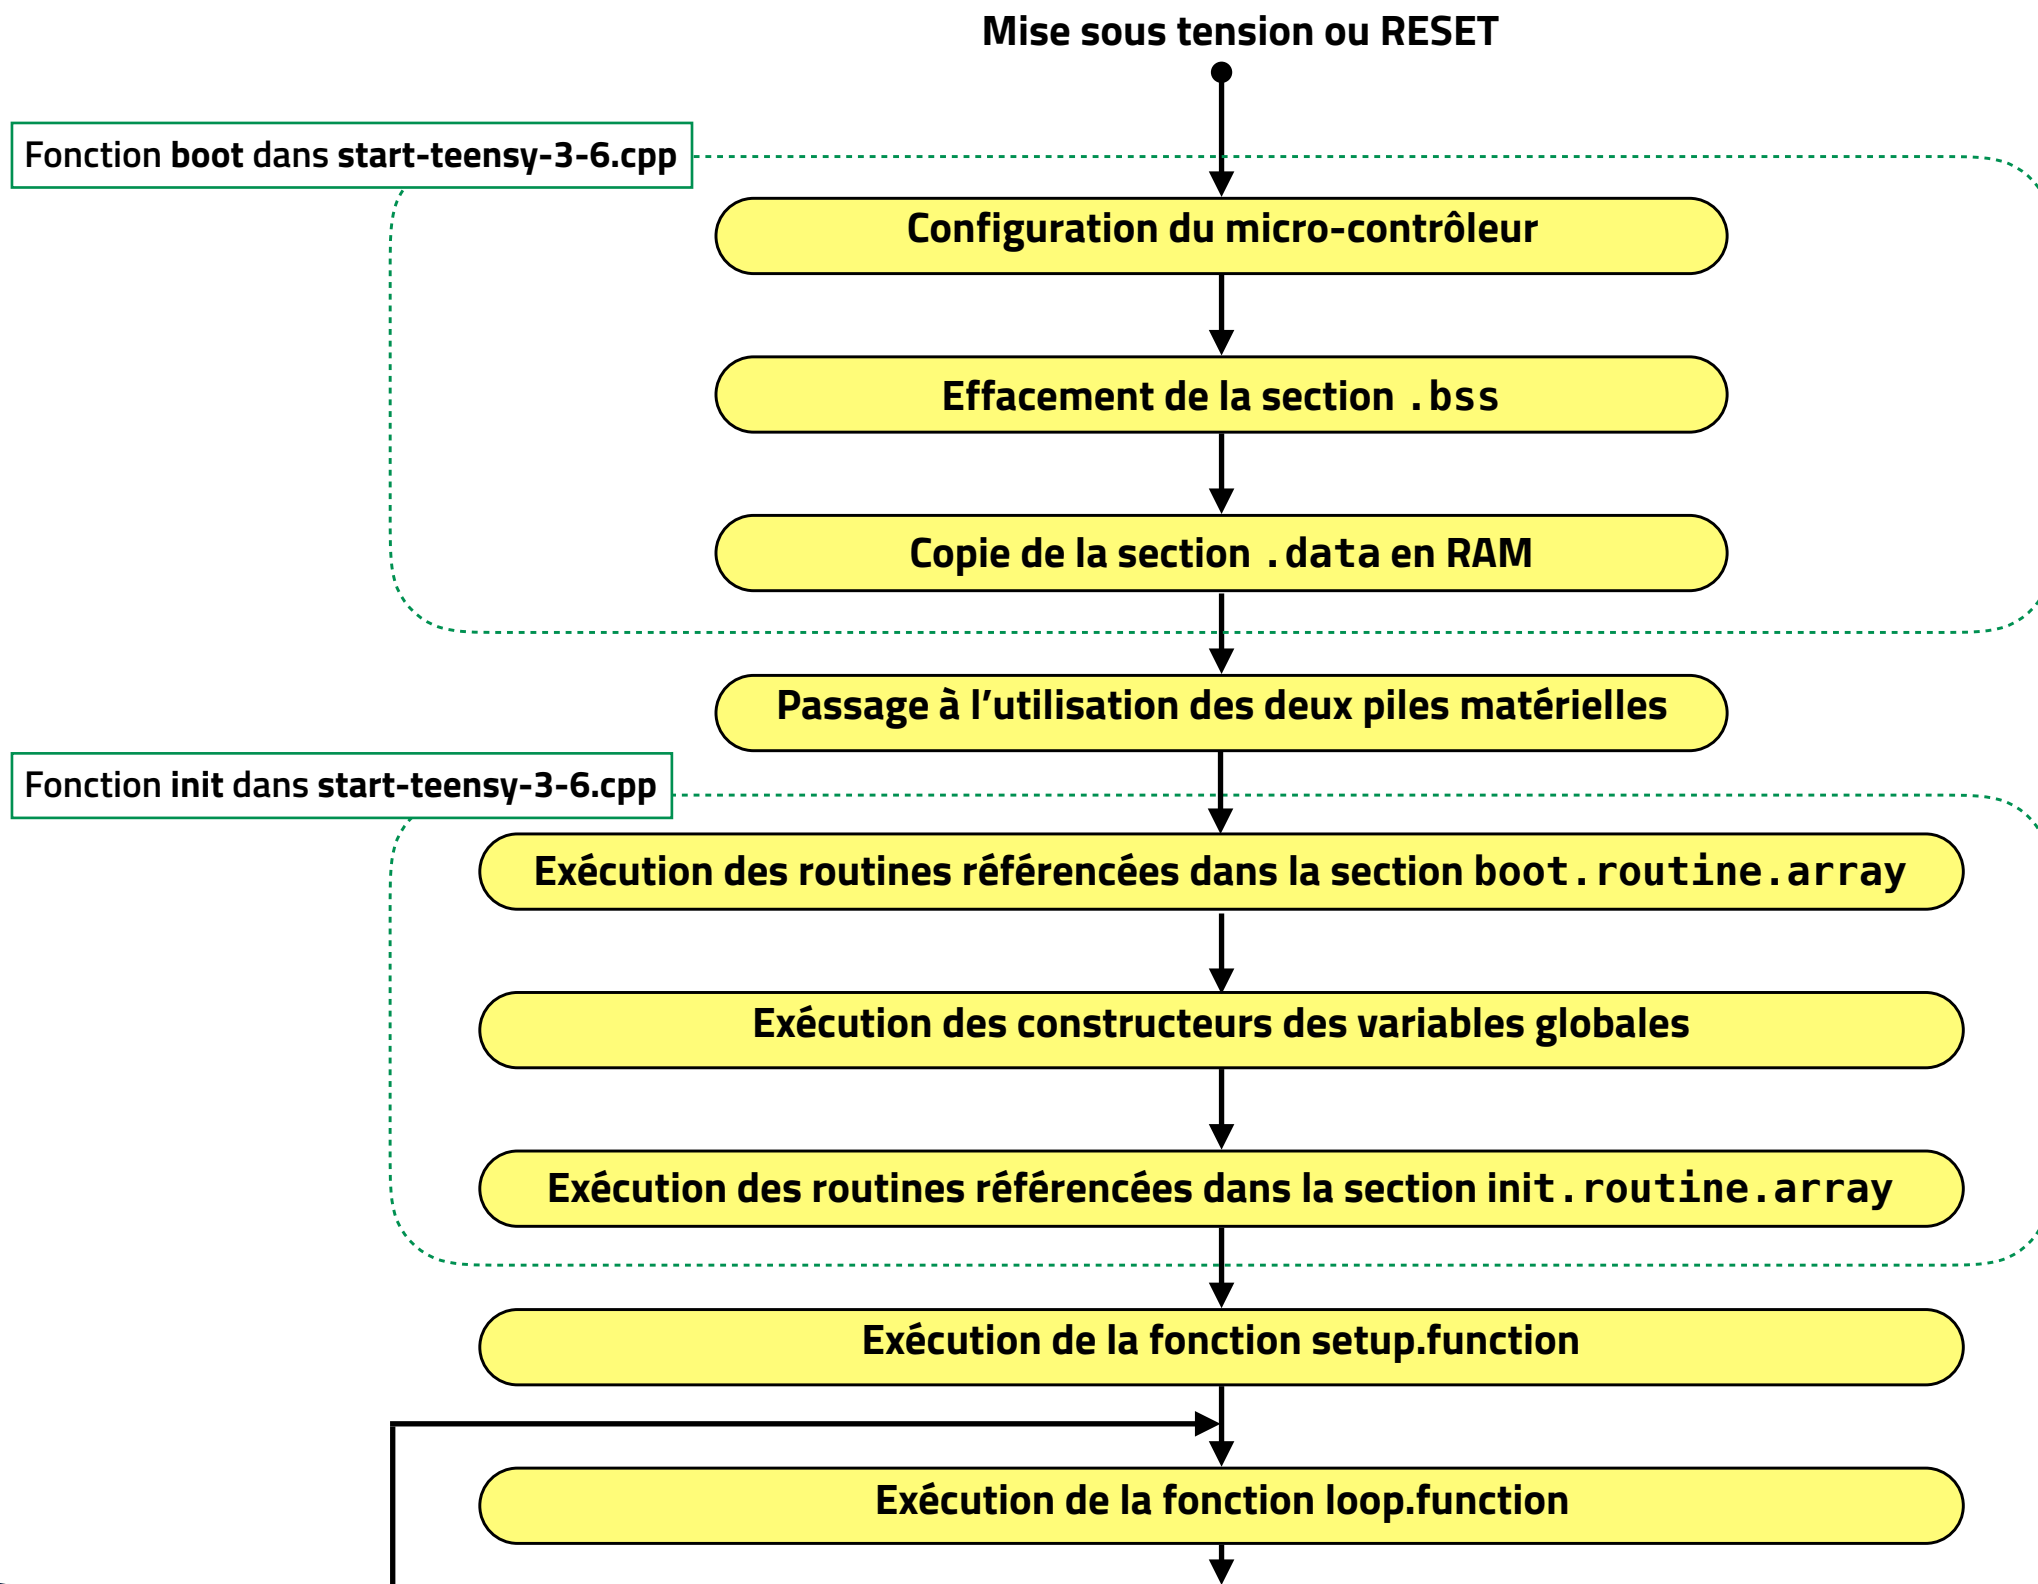 Mise sous tension ou RESET
Fonction boot dans start-teensy-3-6.cpp
Configuration du micro-contrôleur
Effacement de la section .bss
Copie de la section .data en RAM
Passage à l’utilisation des deux piles matérielles
Fonction init dans start-teensy-3-6.cpp
Exécution des routines référencées dans la section boot.routine.array
Exécution des constructeurs des variables globales
Exécution des routines référencées dans la section init.routine.array
Exécution de la fonction setup.function
Exécution de la fonction loop.function